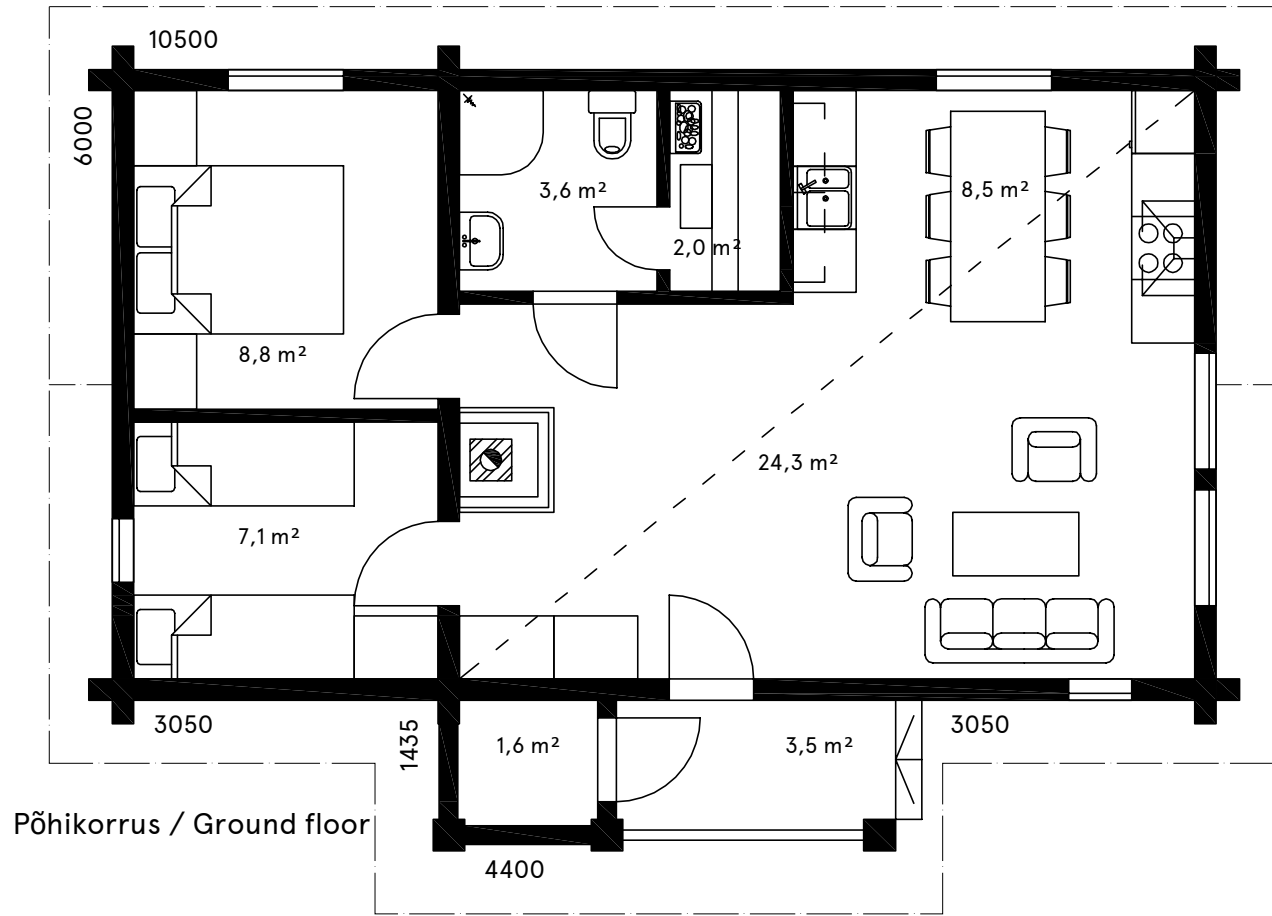 10500
6000
3,6 m²
8,5 m²
2,0 m²
8,8 m²
24,3 m²
7,1 m²
3050
1435
1,6 m²
3,5 m²
3050
Põhikorrus / Ground floor
4400